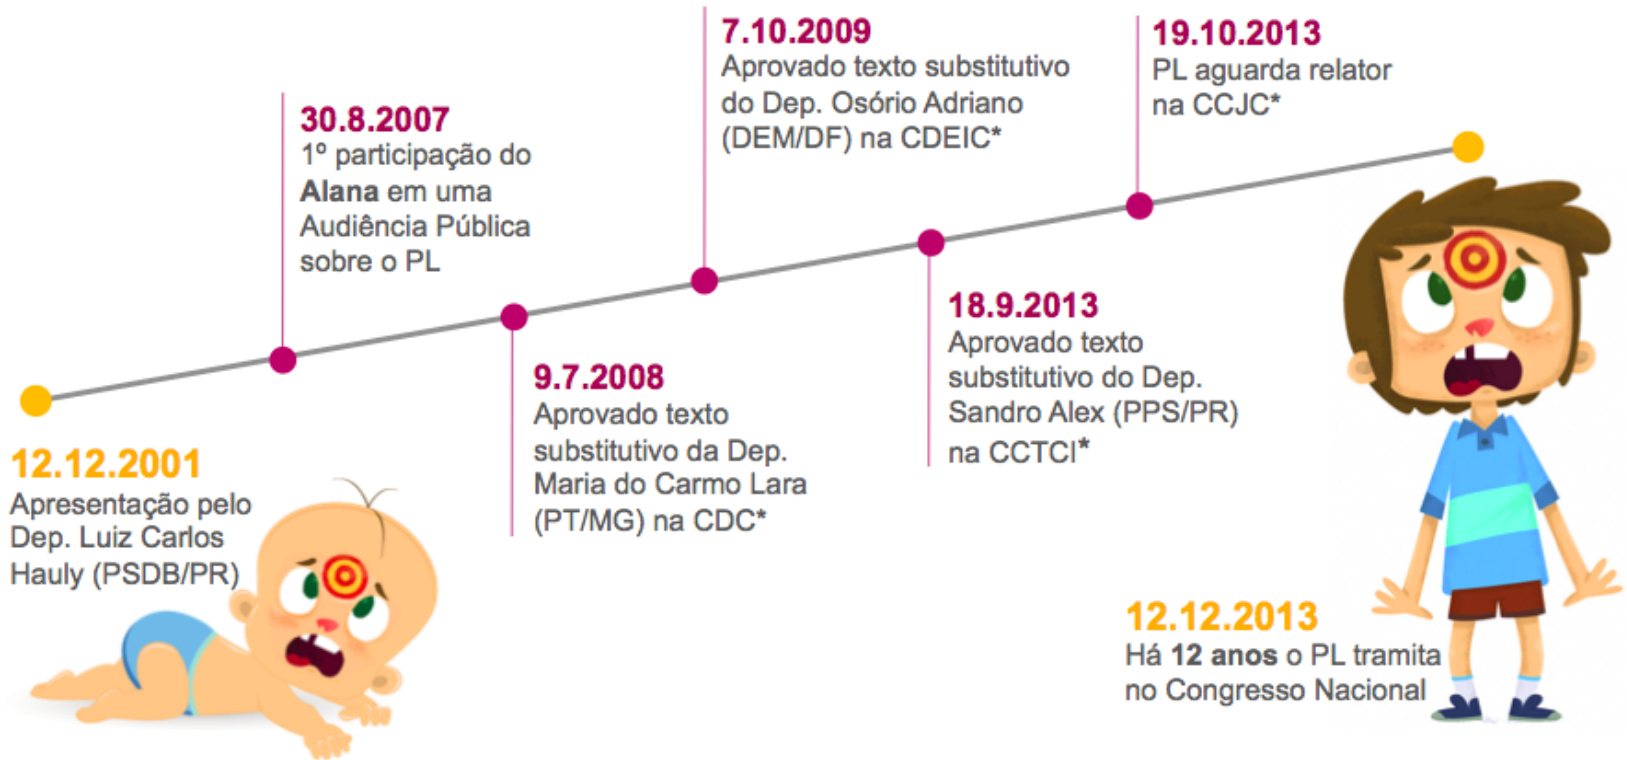 12.12.2001
Apresentação pelo
Dep. Luiz Carlos
Hauly (PSDB/PR)
30.8.2007
1º participação do
Alana em uma
Audiência Pública
sobre o PL
9.7.2008
Aprovado texto
substitutivo da Dep.
Maria do Carmo Lara
(PT/MG) na CDC*
7.10.2009
Aprovado texto substitutivo
do Dep. Osório Adriano
(DEM/DF) na CDEIC*
18.9.2013
Aprovado texto
substitutivo do Dep.
Sandro Alex (PPS/PR)
na CCTCI*
19.10.2013
PL aguarda relator
na CCJC*
12.12.2013
Há 12 anos o PL tramita
no Congresso Nacional